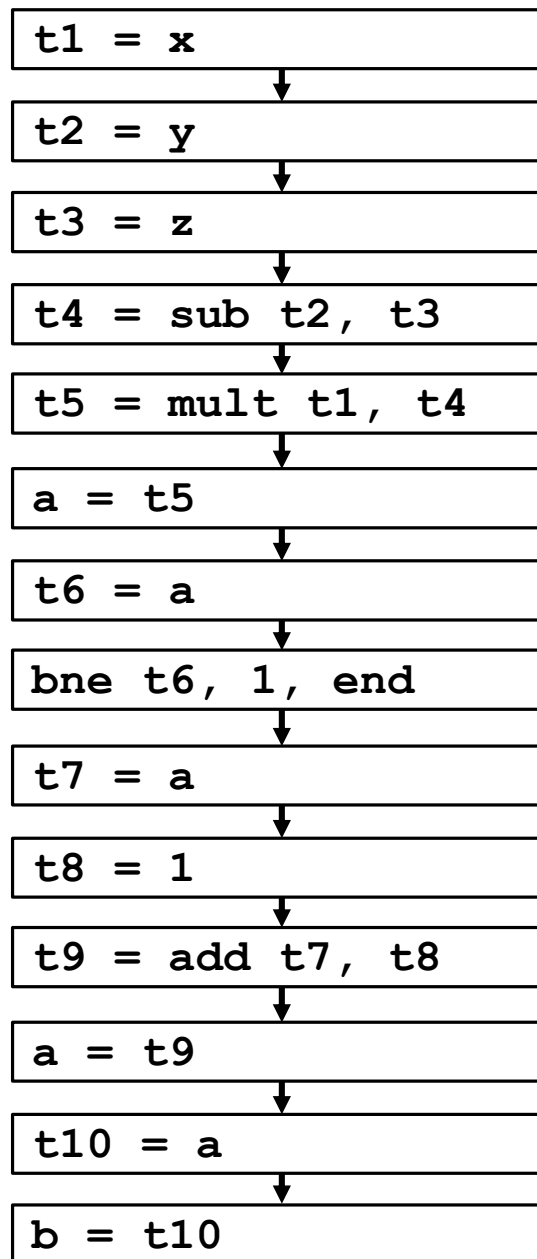 t1 = x
t2 = y
t3 = z
t4 = sub t2, t3
t5 = mult t1, t4
a = t5
t6 = a
bne t6, 1, end
t7 = a
t8 = 1
t9 = add t7, t8
a = t9
t10 = a
b = t10